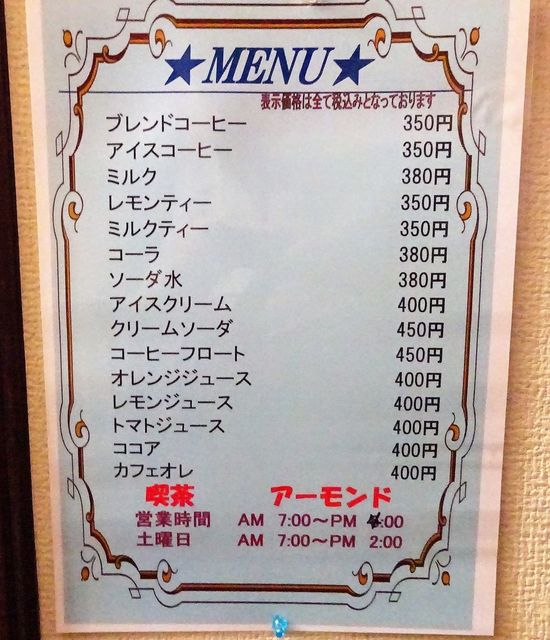 ★MENU★
表示価格は全て税込みとなっております
ブレンドコーヒー 350円
アイスコーヒー 350円
ミルク 380円
レモンティー 350円
ミルクティー 350円
コーラ 380円
ソーダ水 380円
アイスクリーム 400円
クリームソーダ 450円
コーヒーフロート 450円
オレンジジュース 400円
レモンジュース 400円
トマトジュース 400円
ココア 400円
カフェオレ 400円
喫茶 アーモンド
営業時間 AM 7:00～PM :00
土曜日 AM 7:00～PM 2:00